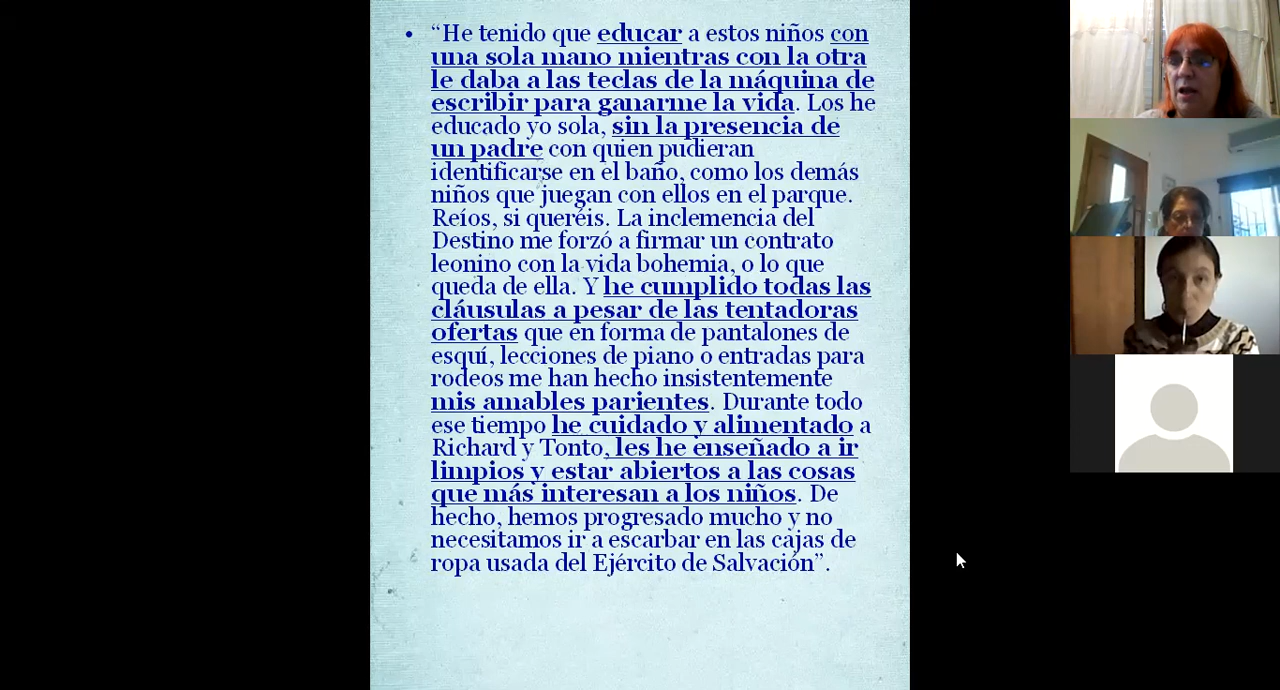 • “He tenido que educar a estos niños con
una sola mano mientras con la otra
le daba a las teclas de la máquina de
escribir para ganarme la vida. Los he
educado yo sola, sin la presencia de
un padre con quien pudieran
identificarse en el baño, como los demás
niños que juegan con ellos en el parque.
Reíos, si queréis. La inclemencia del
Destino me forzó a firmar un contrato
leonino con la vida bohemia, o lo que
queda de ella. Y he cumplido todas las
cláusulas a pesar de las tentadoras
ofertas que en forma de pantalones de
esquí, lecciones de piano o entradas para
rodeos me han hecho insistentemente
mis amables parientes. Durante todo
ese tiempo he cuidado y alimentado a
Richard y Tonto, les he enseñado a ir
limpios y estar abiertos a las cosas
que más interesan a los niños. De
hecho, hemos progresado mucho y no
necesitamos ir a escarbar en las cajas de
ropa usada del Ejército de Salvación”.